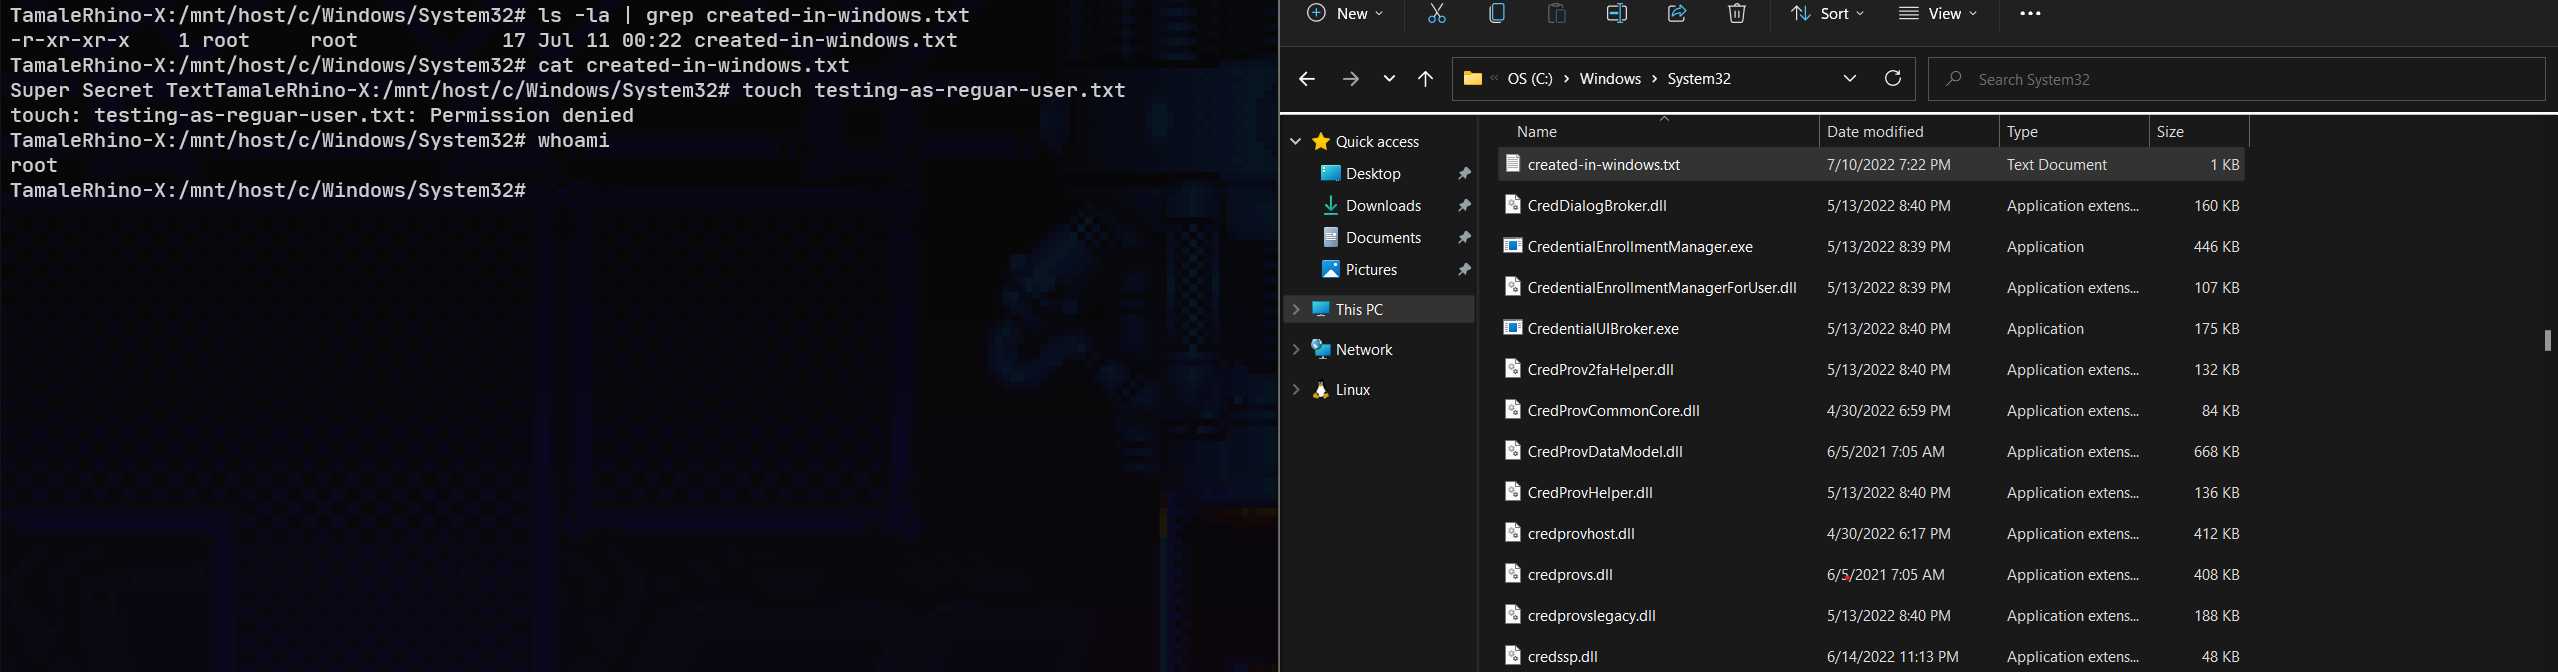 TamaleRhino-X:/mnt/host/c/Windows/System32# ls -la | grep created-in-windows.txt
-r-xr-xr-x    1 root     root            17 Jul 11 00:22 created-in-windows.txt
TamaleRhino-X:/mnt/host/c/Windows/System32# cat created-in-windows.txt
Super Secret TextTamaleRhino-X:/mnt/host/c/Windows/System32# touch testing-as-reguar-user.txt
touch: testing-as-reguar-user.txt: Permission denied
TamaleRhino-X:/mnt/host/c/Windows/System32# whoami
root
TamaleRhino-X:/mnt/host/c/Windows/System32#
New Sort View
« OS (C:) › Windows › System32 Search System32
Quick access
Desktop
Downloads
Documents
Pictures
This PC
Network
Linux
Name Date modified Type Size
created-in-windows.txt 7/10/2022 7:22 PM Text Document 1 KB
CredDialogBroker.dll 5/13/2022 8:40 PM Application extens... 160 KB
CredentialEnrollmentManager.exe 5/13/2022 8:39 PM Application 446 KB
CredentialEnrollmentManagerForUser.dll 5/13/2022 8:39 PM Application extens... 107 KB
CredentialUIBroker.exe 5/13/2022 8:40 PM Application 175 KB
CredProv2faHelper.dll 5/13/2022 8:40 PM Application extens... 132 KB
CredProvCommonCore.dll 4/30/2022 6:59 PM Application extens... 84 KB
CredProvDataModel.dll 6/5/2021 7:05 AM Application extens... 668 KB
CredProvHelper.dll 5/13/2022 8:40 PM Application extens... 136 KB
credprovhost.dll 4/30/2022 6:17 PM Application extens... 412 KB
credprovs.dll 6/5/2021 7:05 AM Application extens... 408 KB
credprovslegacy.dll 5/13/2022 8:40 PM Application extens... 188 KB
credssp.dll 6/14/2022 11:13 PM Application extens... 48 KB